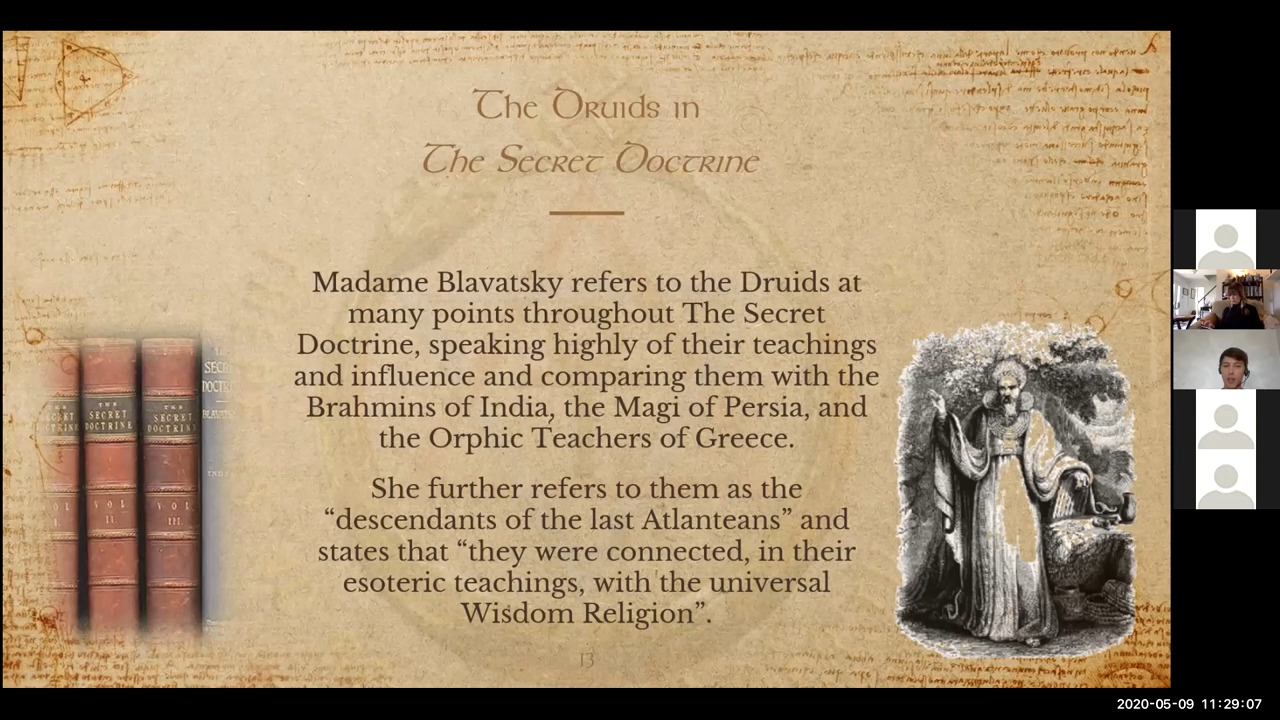 The Druids in
The Secret Doctrine
Madame Blavatsky refers to the Druids at
many points throughout The Secret
Doctrine, speaking highly of their teachings
and influence and comparing them with the
Brahmins of India, the Magi of Persia, and
the Orphic Teachers of Greece.
She further refers to them as the
“descendants of the last Atlanteans” and
states that “they were connected, in their
esoteric teachings, with the universal
Wisdom Religion”.
THE
SECRET
DOCTRINE
VOL
II.
THE
SECRET
DOCTRINE
VOL
III.
13
2020-05-09 11:29:07